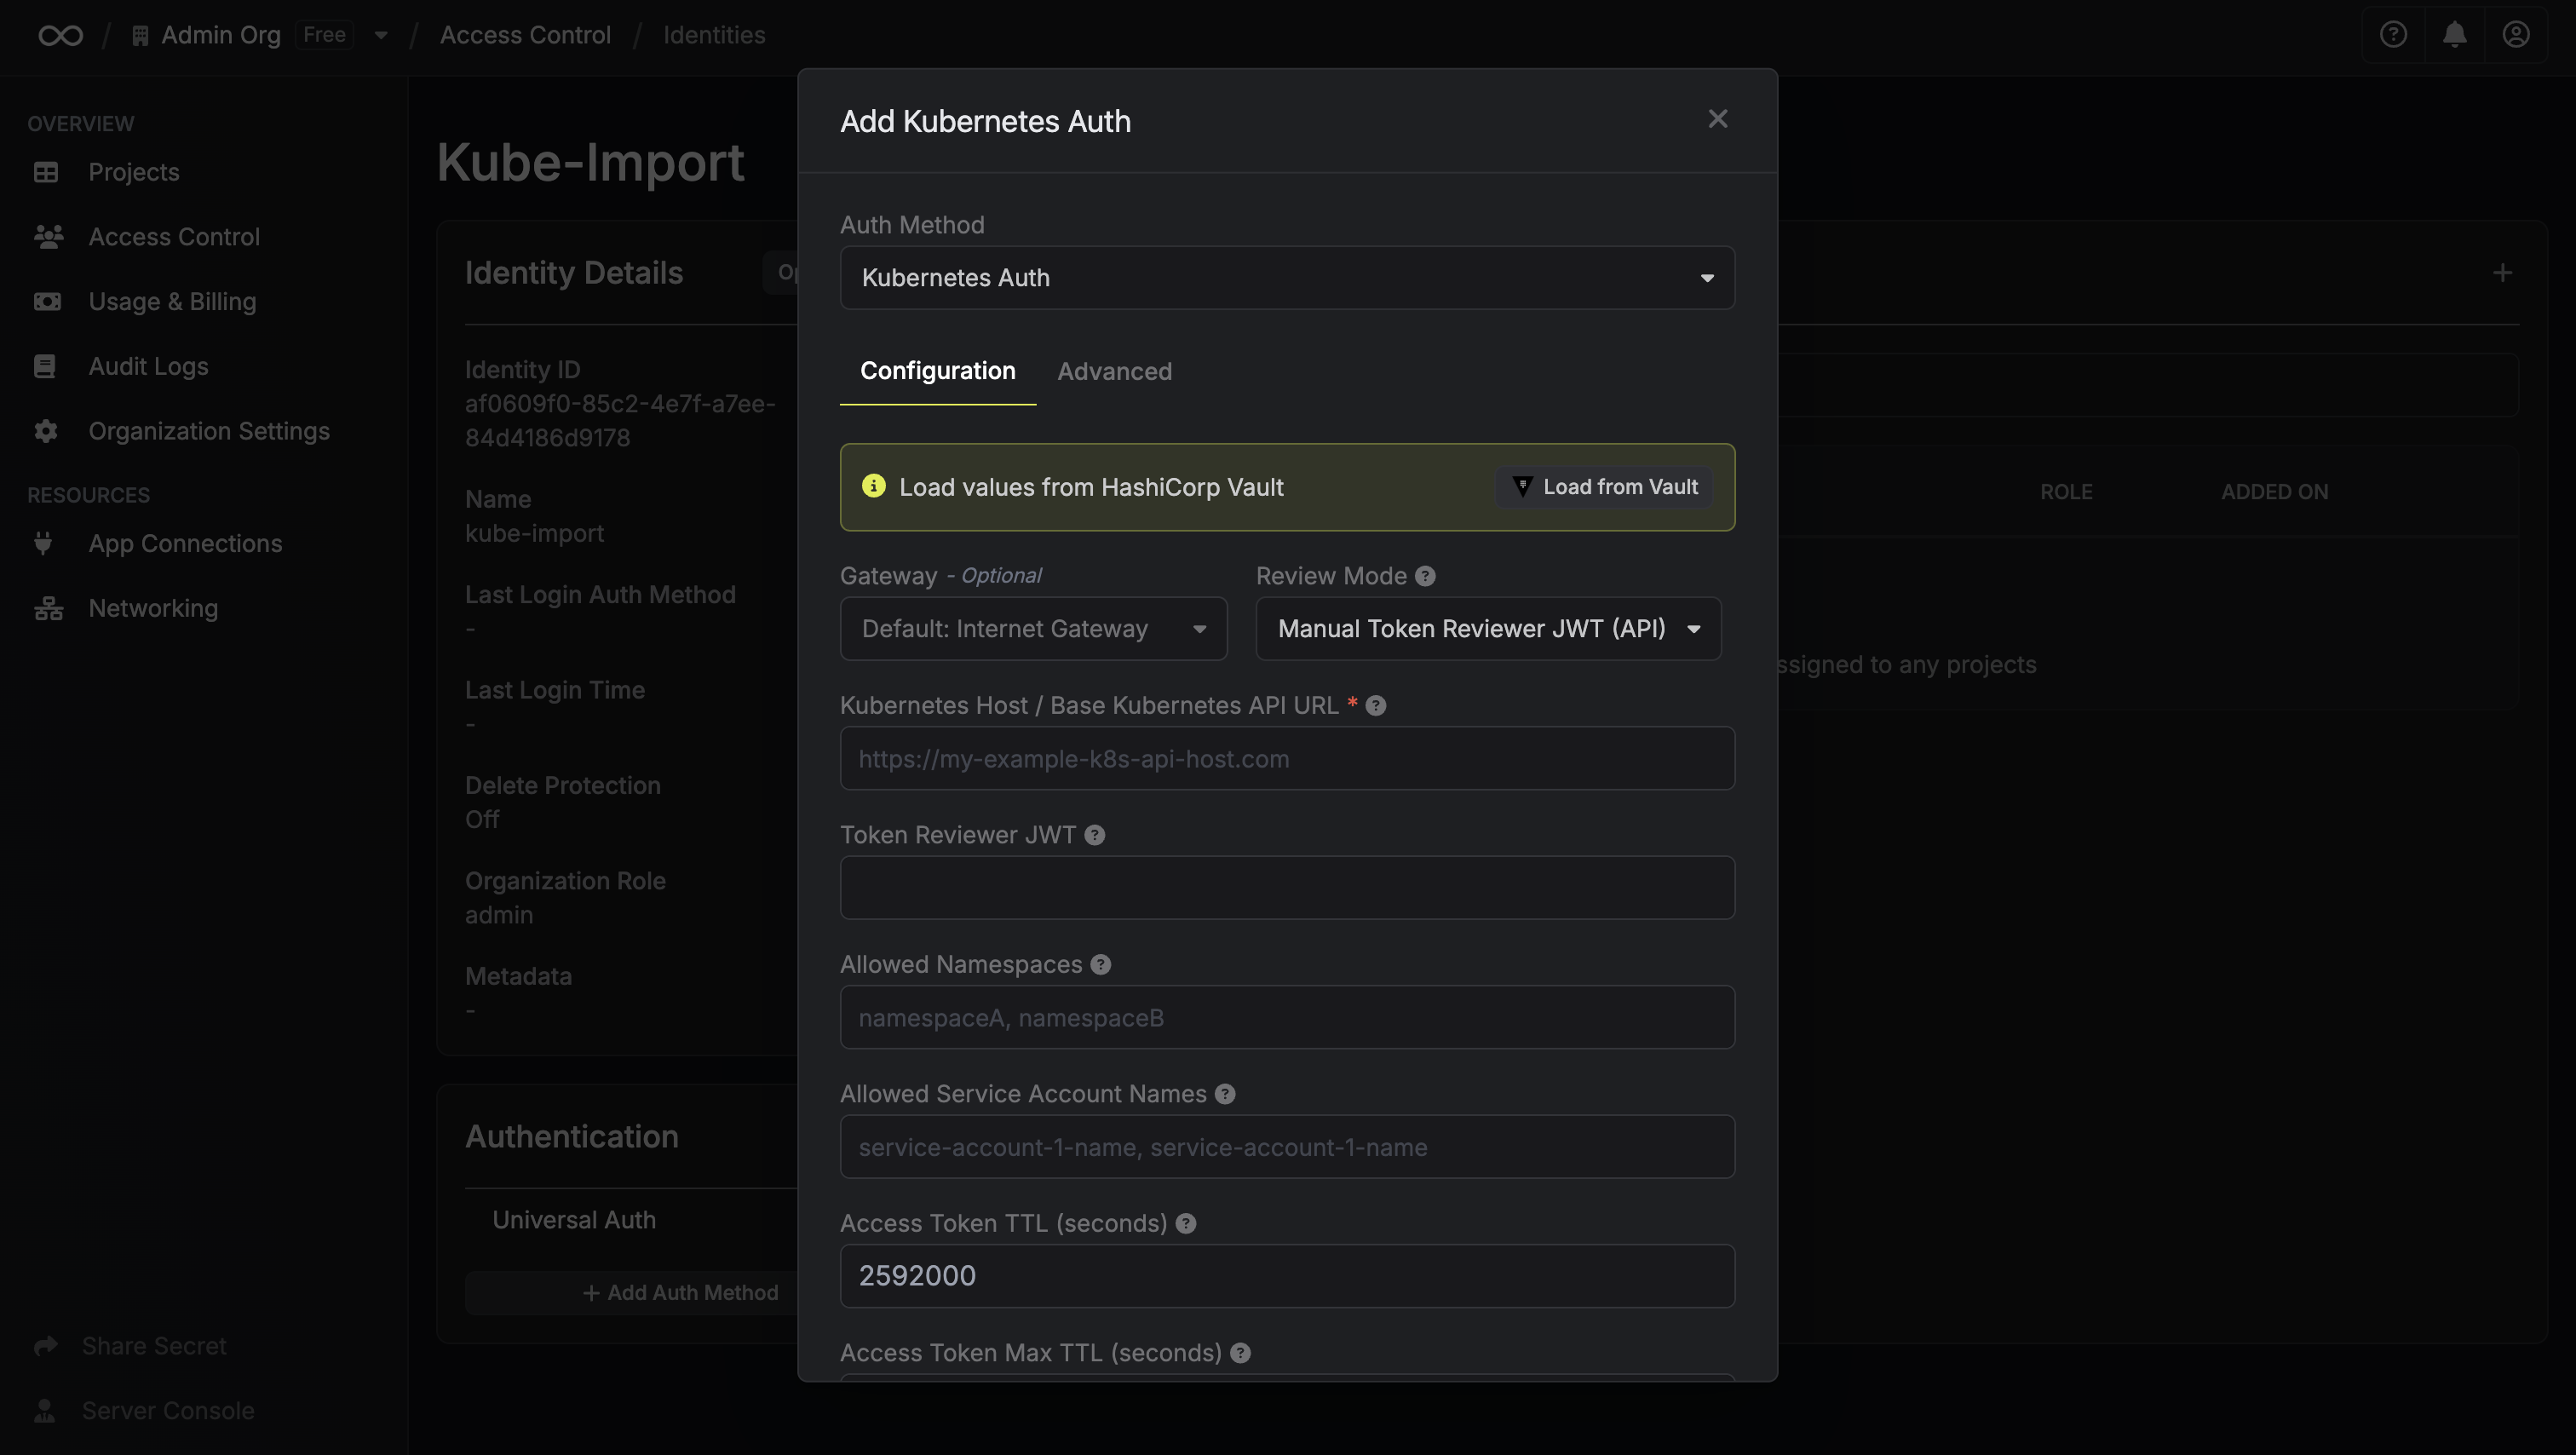 Admin Org Free
Access Control
Identities
OVERVIEW
Projects
Access Control
Usage & Billing
Audit Logs
Organization Settings
RESOURCES
App Connections
Networking
Share Secret
Server Console
Kube-Import
Identity Details
Identity ID
af0609f0-85c2-4e7f-a7ee-
84d4186d9178
Name
kube-import
Last Login Auth Method
-
Last Login Time
-
Delete Protection
Off
Organization Role
admin
Metadata
-
Authentication
Universal Auth
+ Add Auth Method
Add Kubernetes Auth
Auth Method
Kubernetes Auth
Configuration
Advanced
Load values from HashiCorp Vault
Load from Vault
Gateway - Optional
Default: Internet Gateway
Review Mode
Manual Token Reviewer JWT (API)
Kubernetes Host / Base Kubernetes API URL *
https://my-example-k8s-api-host.com
Token Reviewer JWT
Allowed Namespaces
namespaceA, namespaceB
Allowed Service Account Names
service-account-1-name, service-account-1-name
Access Token TTL (seconds)
2592000
Access Token Max TTL (seconds)
ROLE
ADDED ON
to any projects